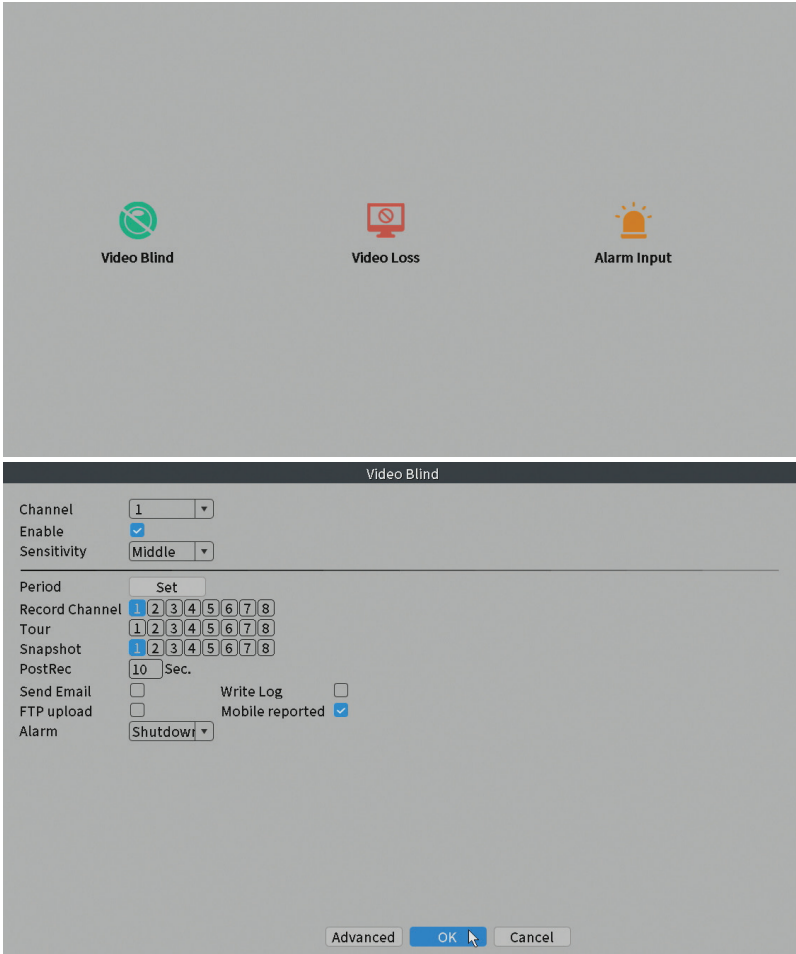 Video Blind Video Loss Alarm Input
Video Blind
Channel 1
Enable
Sensitivity Middle
Period Set
Record Channel 1 2 3 4 5 6 7 8
Tour 1 2 3 4 5 6 7 8
Snapshot 1 2 3 4 5 6 7 8
PostRec 10 Sec.
Send Email Write Log
FTP upload Mobile reported
Alarm Shutdown
Advanced OK Cancel